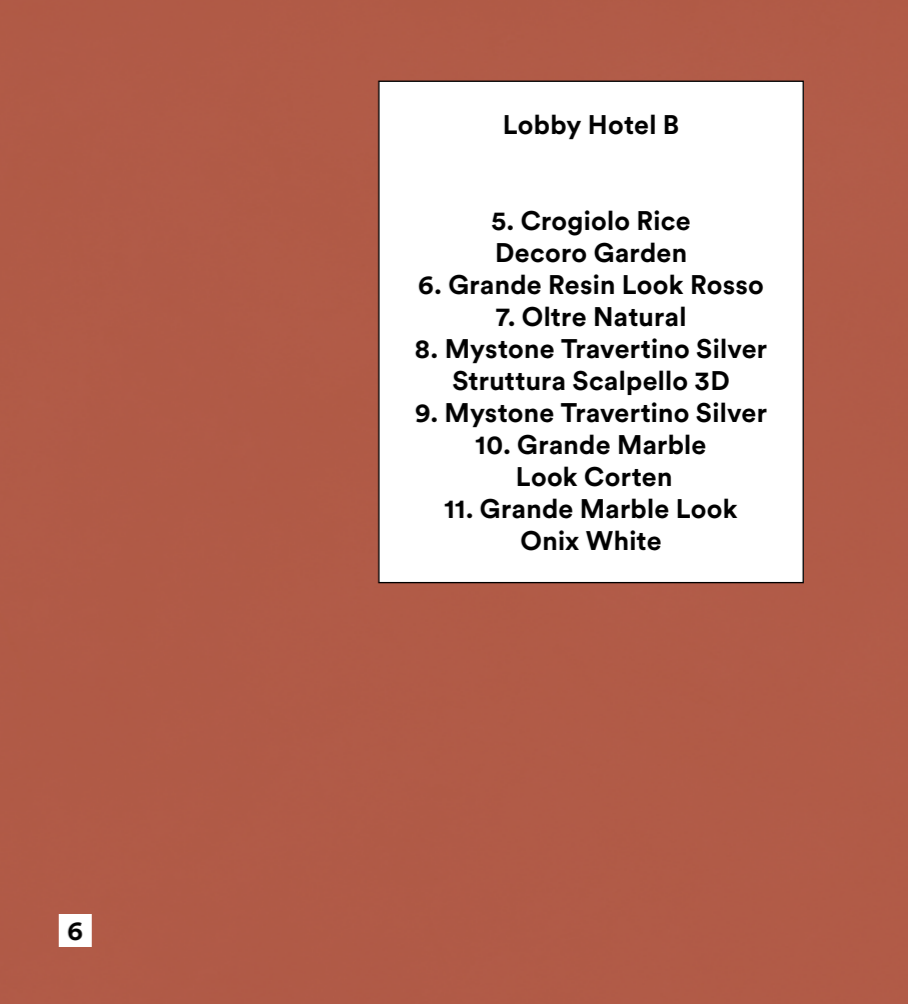 Lobby Hotel B
5. Crogiolo Rice
Decoro Garden
6. Grande Resin Look Rosso
7. Oltre Natural
8. Mystone Travertino Silver
Struttura Scalpello 3D
9. Mystone Travertino Silver
10. Grande Marble
Look Corten
11. Grande Marble Look
Onix White
6